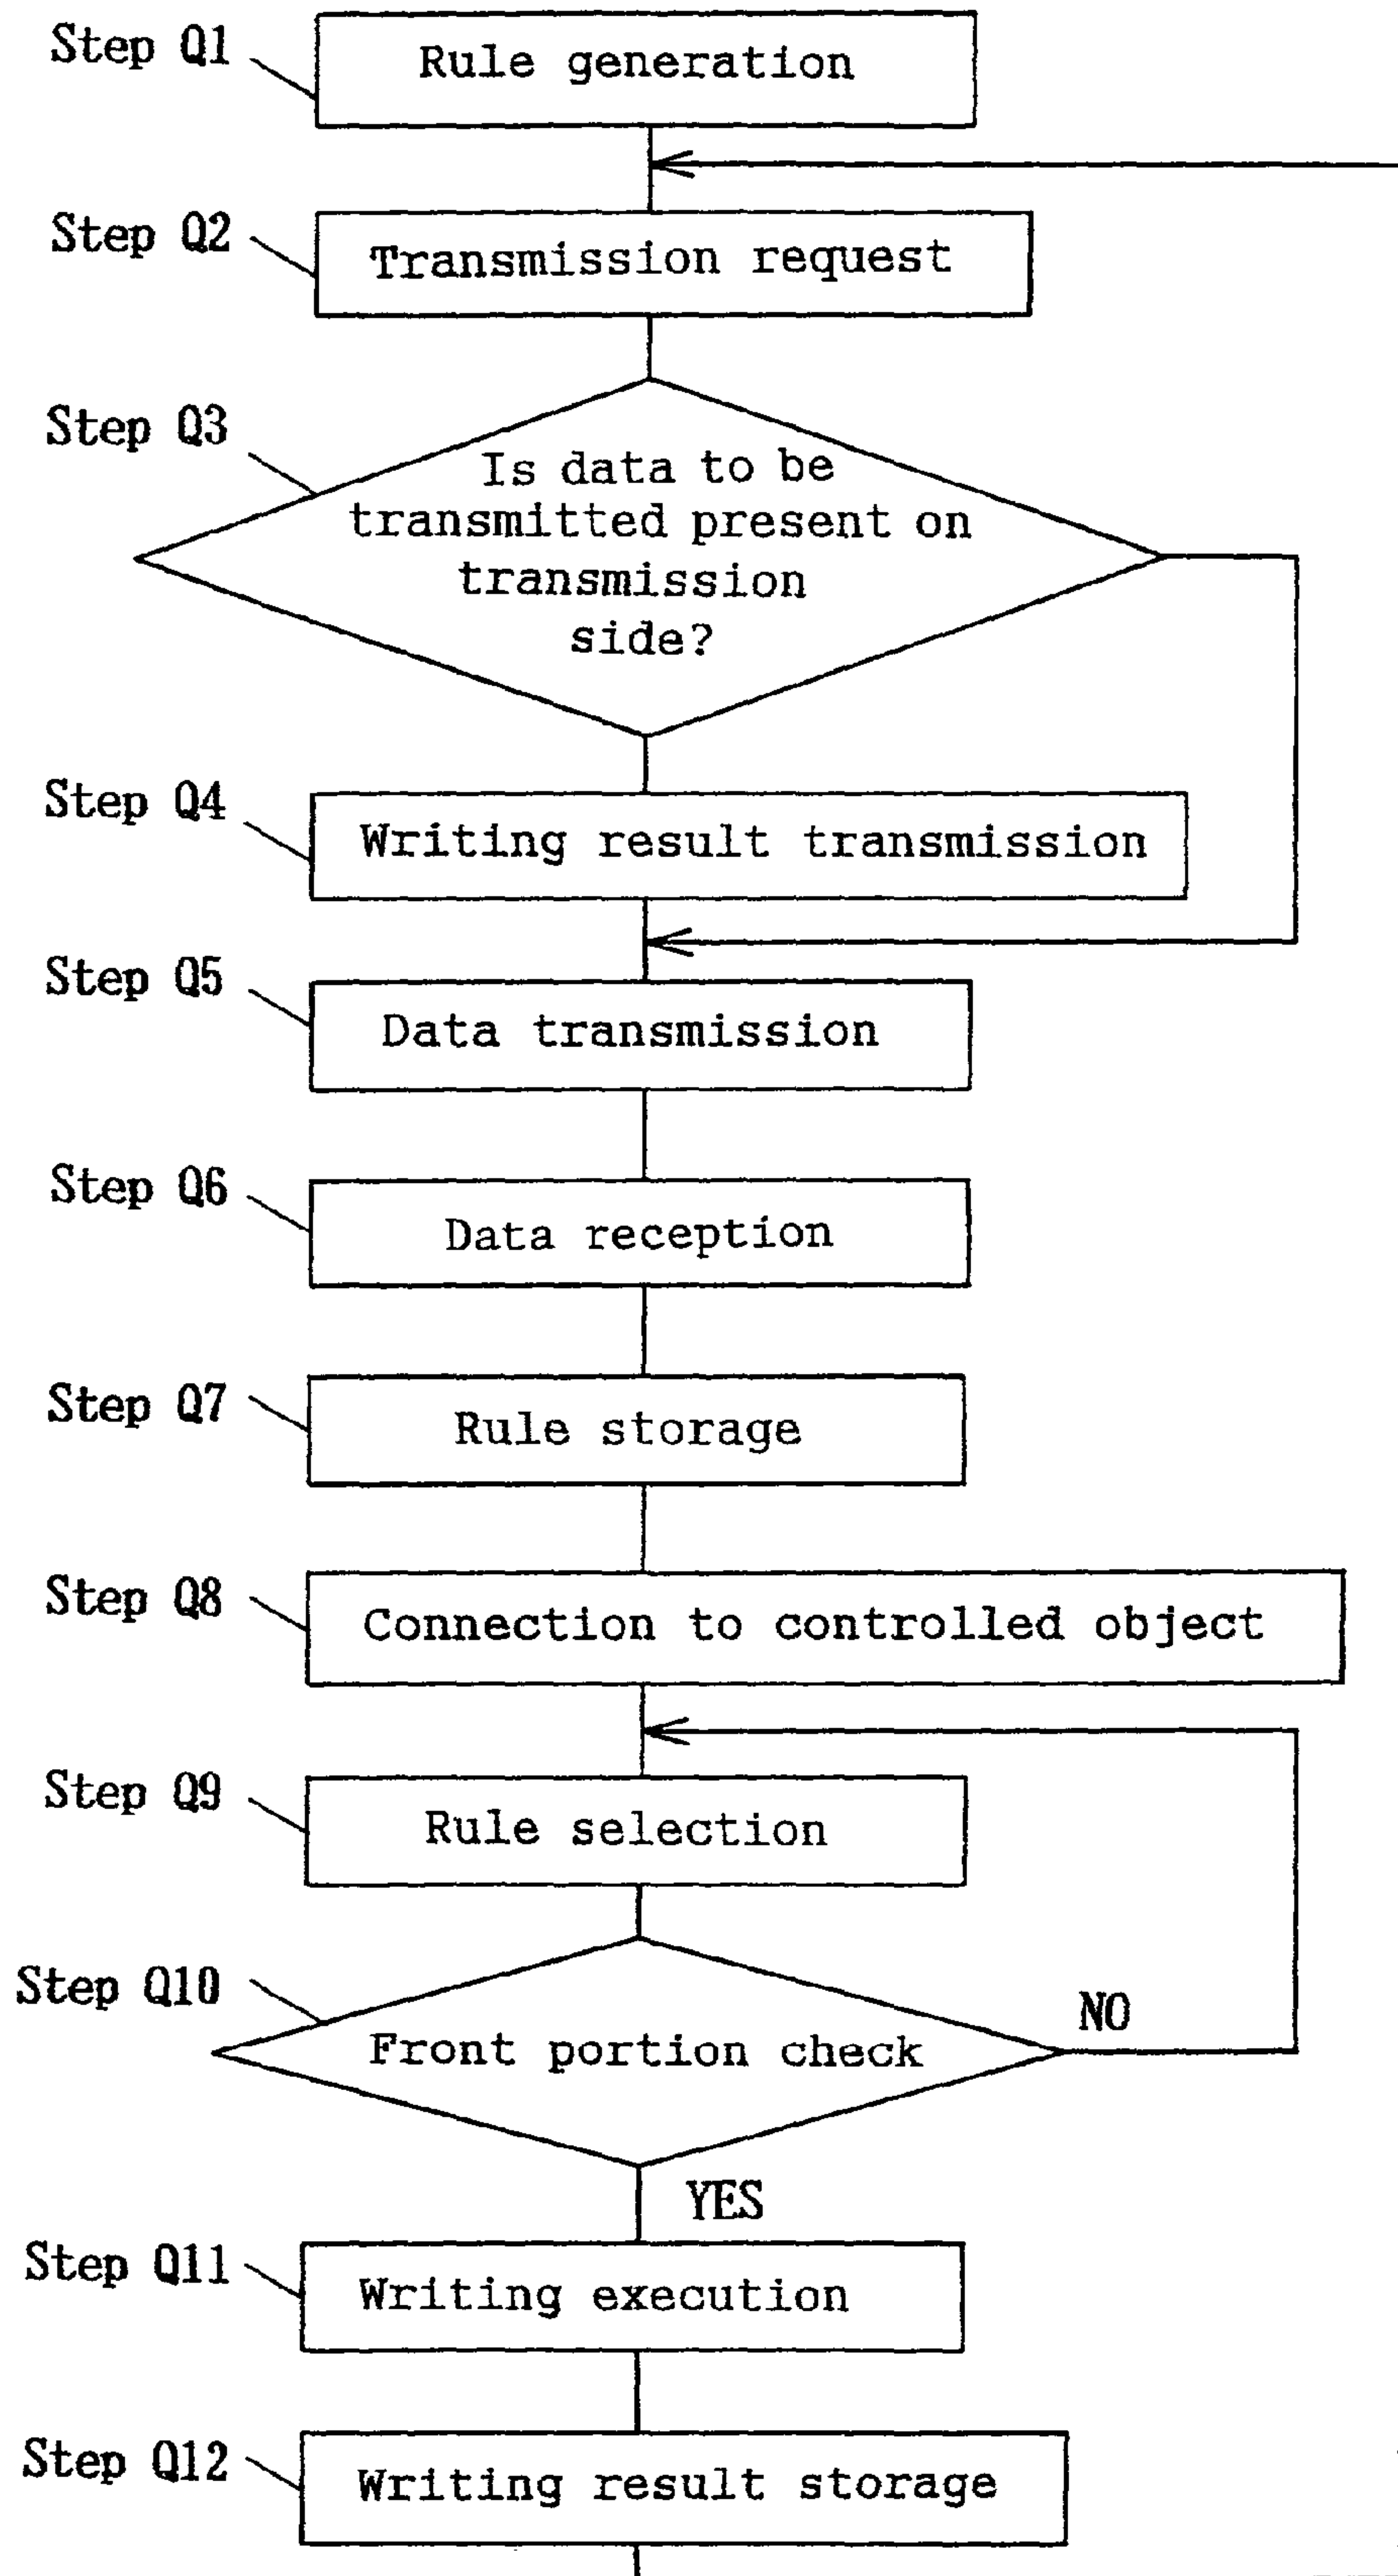 Step Q1
Rule generation
Step Q2
Transmission request
Step Q3
Is data to be
transmitted present on
transmission
side?
Step Q4
Writing result transmission
Step Q5
Data transmission
Step Q6
Data reception
Step Q7
Rule storage
Step Q8
Connection to controlled object
Step Q9
Rule selection
Step Q10
Front portion check
NO
YES
Step Q11
Writing execution
Step Q12
Writing result storage